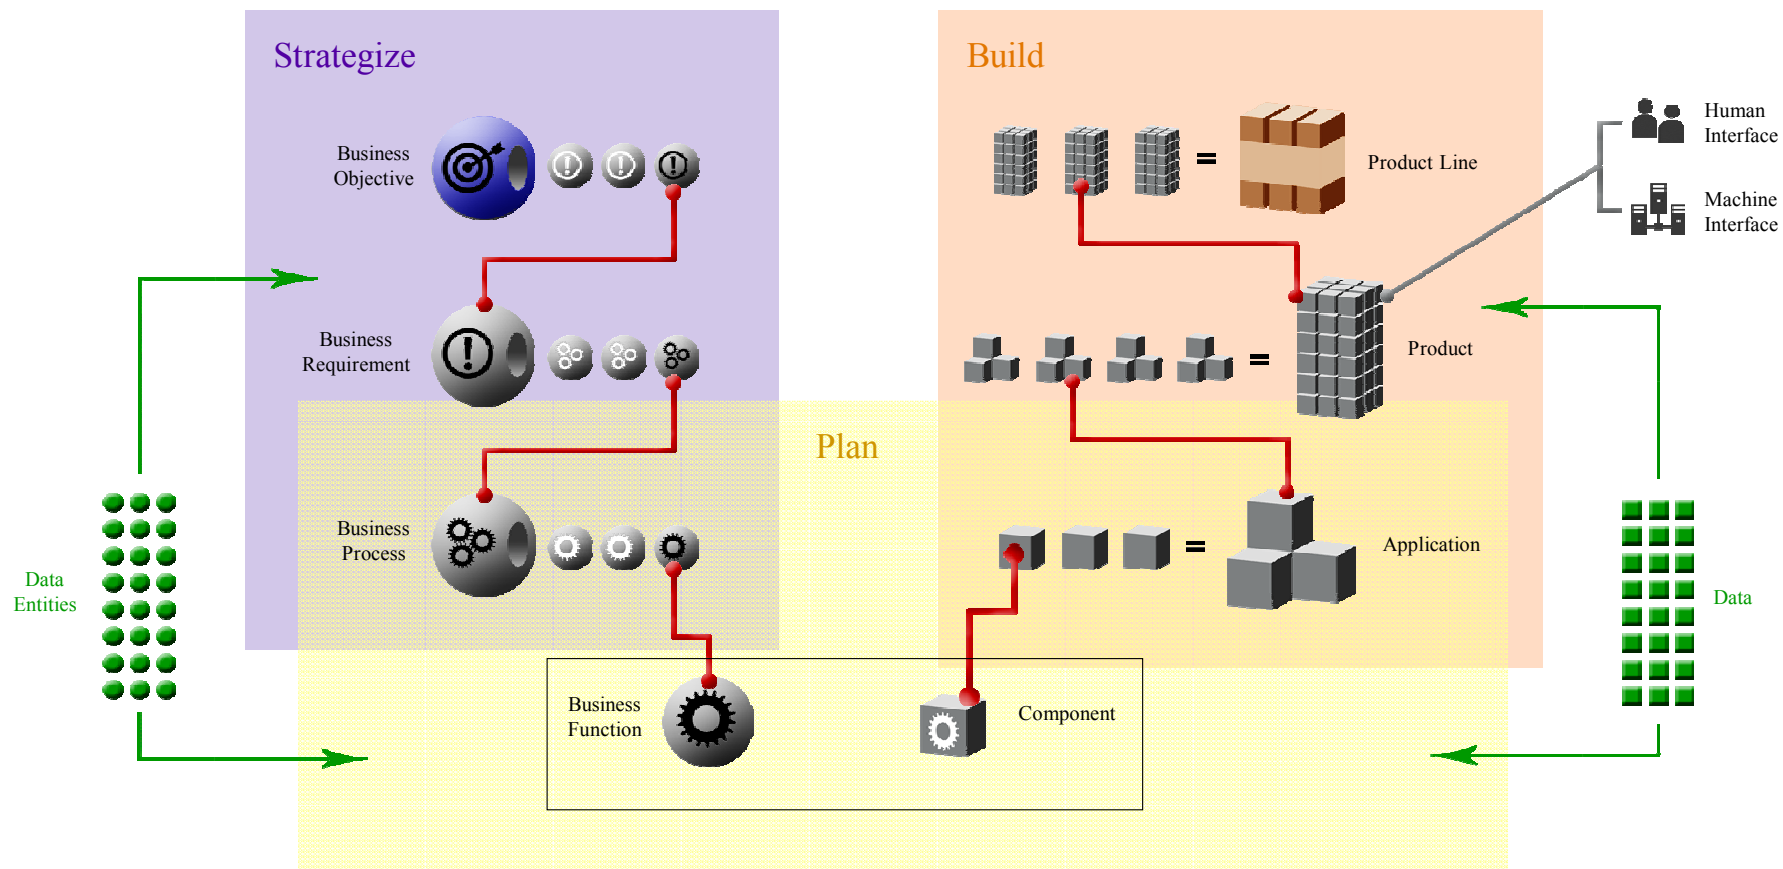 Strategize
Build
Business
Objective
Product Line
Human
Interface
Machine
Interface
Business
Requirement
Product
Plan
Business
Process
Application
Data
Entities
Data
Business
Function
Component